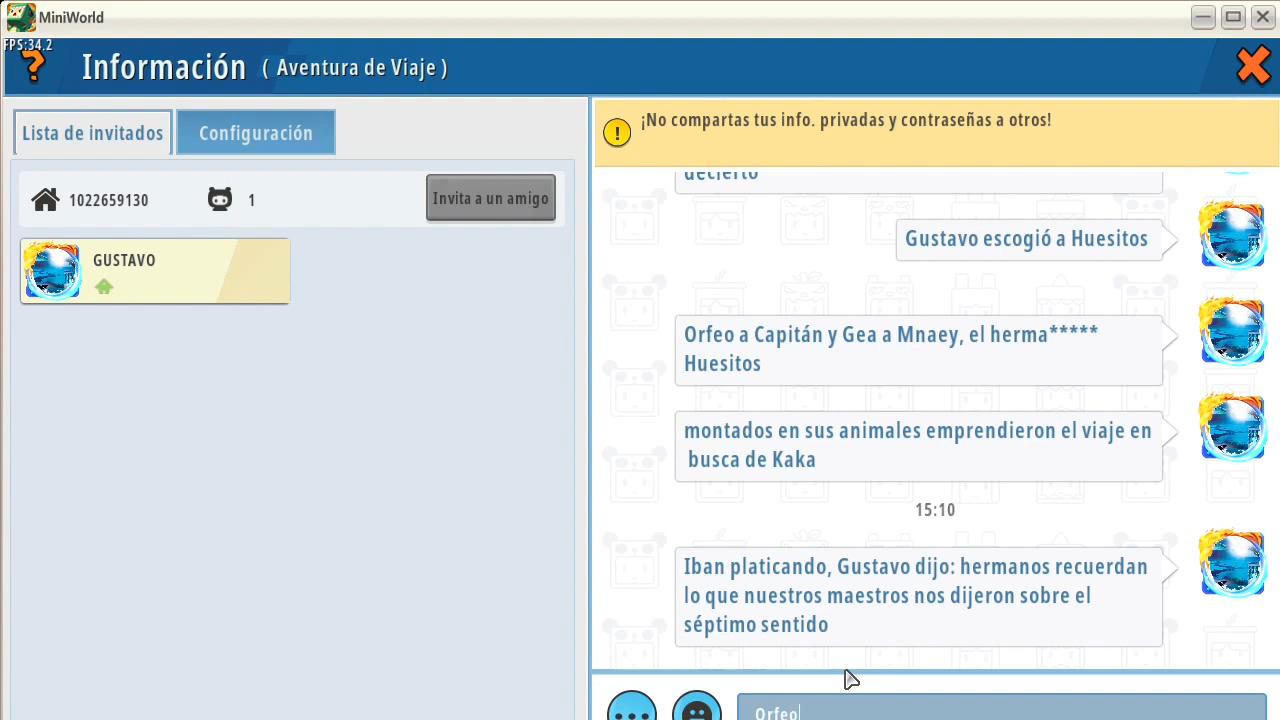 MiniWorld
FPS:34.2
Información ( Aventura de Viaje )
Lista de invitados
Configuración
1022659130
1
Invita a un amigo
GUSTAVO
¡No compartas tus info. privadas y contraseñas a otros!
decierto
Gustavo escogió a Huesitos
Orfeo a Capitán y Gea a Mnaey, el herma*****
Huesitos
montados en sus animales emprendieron el viaje en
busca de Kaka
15:10
Iban platicando, Gustavo dijo: hermanos recuerdan
lo que nuestros maestros nos dijeron sobre el
séptimo sentido
Orfeo